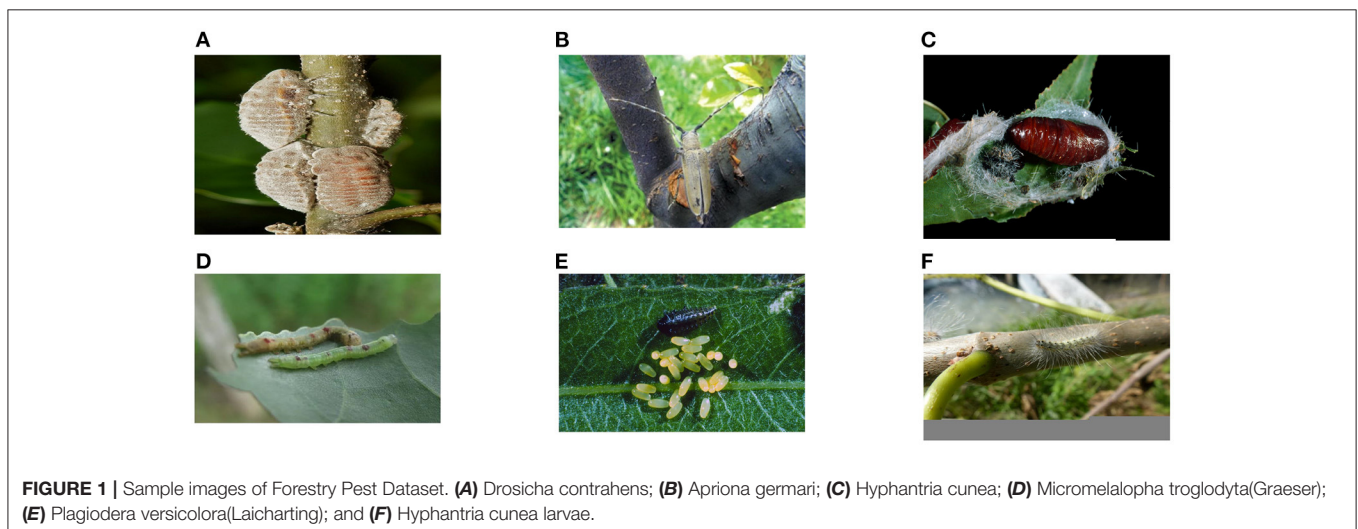 A
B
C
D
E
F
FIGURE 1 | Sample images of Forestry Pest Dataset. (A) Drosicha contrahens; (B) Apriona germari; (C) Hyphantria cunea; (D) Micromelalopha troglodyta(Graeser);
(E) Plagiodera versicolora(Laicharting); and (F) Hyphantria cunea larvae.